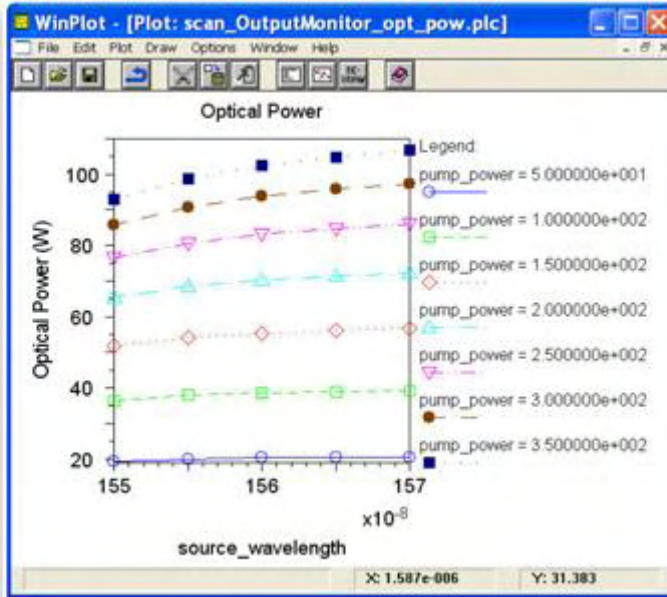 WinPlot - [Plot: scan_OutputMonitor_opt_pow.plc]
File Edit Plot Draw Options Window Help
Optical Power
Legend:
pump_power = 5.000000e+001
pump_power = 1.000000e+002
pump_power = 1.500000e+002
pump_power = 2.000000e+002
pump_power = 2.500000e+002
pump_power = 3.000000e+002
pump_power = 3.500000e+002
Optical Power (W)
100
80
60
40
20
155 156 157
x10-8
source_wavelength
X: 1.587e-006 Y: 31.383